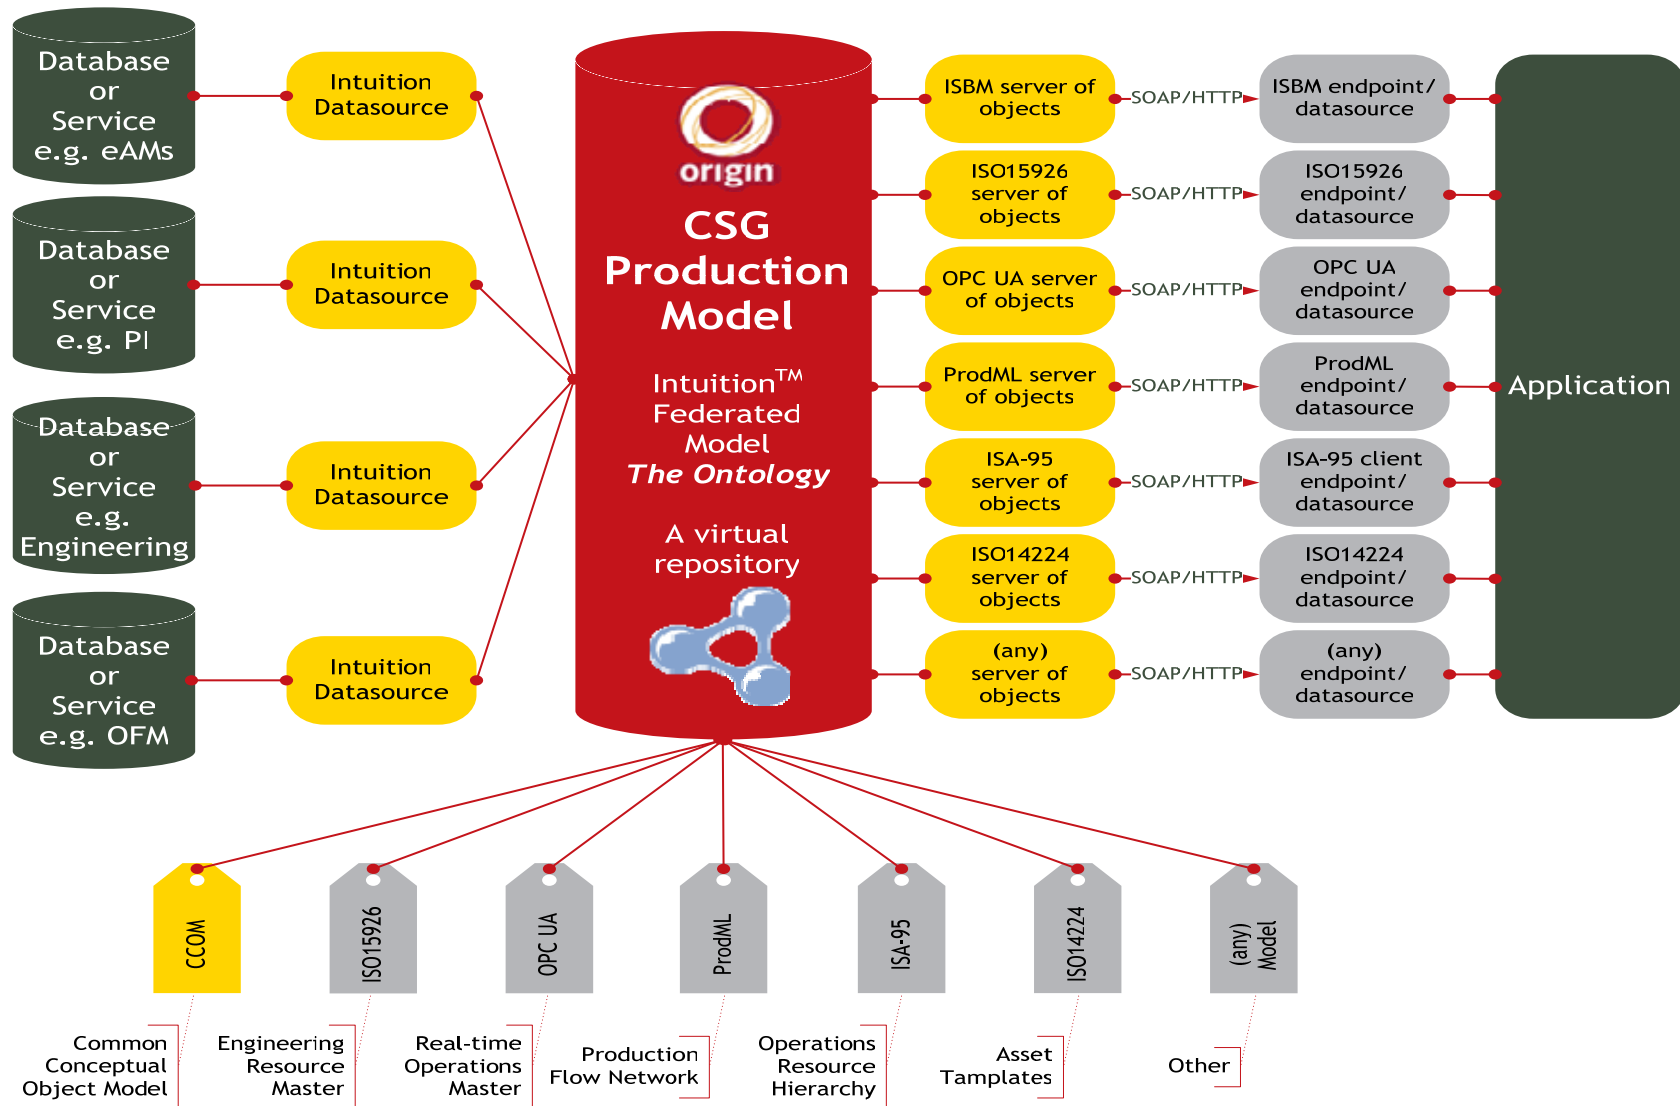 Database
or
Service
e.g. eAMs
Intuition
Datasource
Database
or
Service
e.g. PI
Intuition
Datasource
Database
or
Service
e.g.
Engineering
Intuition
Datasource
Database
or
Service
e.g. OFM
Intuition
Datasource
origin
CSG
Production
Model
Intuition™
Federated
Model
The Ontology
A virtual
repository
ISBM server of
objects
SOAP/HTTP
ISBM endpoint/
datasource
ISO15926
server of
objects
SOAP/HTTP
ISO15926
endpoint/
datasource
OPC UA server
of objects
SOAP/HTTP
OPC UA
endpoint/
datasource
ProdML server
of objects
SOAP/HTTP
ProdML
endpoint/
datasource
ISA-95
server of
objects
SOAP/HTTP
ISA-95 client
endpoint/
datasource
ISO14224
server of
objects
SOAP/HTTP
ISO14224
endpoint/
datasource
(any)
server of
objects
SOAP/HTTP
(any)
endpoint/
datasource
Application
CCOM
ISO15926
OPC UA
ProdML
ISA-95
ISO14224
(any)
Model
Common
Conceptual
Object Model
Engineering
Resource
Master
Real-time
Operations
Master
Production
Flow Network
Operations
Resource
Hierarchy
Asset
Tamplates
Other